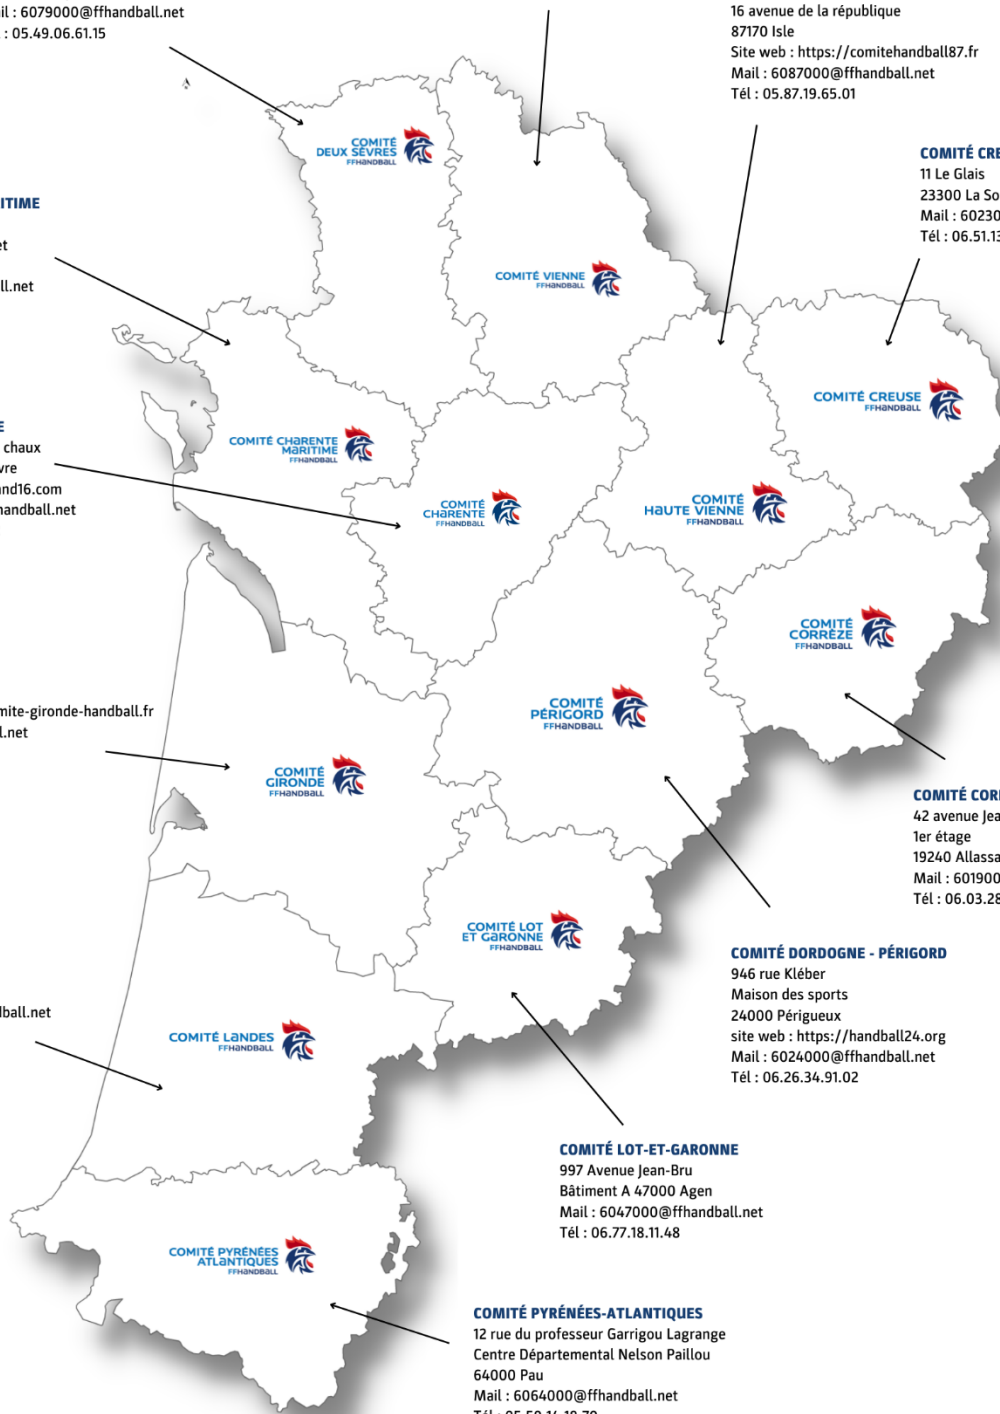 il : 6079000@ffhandball.net
: 05.49.06.61.15
16 avenue de la république
87170 Isle
Site web : https://comitehandball87.fr
Mail : 6087000@ffhandball.net
Tél : 05.87.19.65.01
COMITÉ
DEUX SÈVRES
FFHANDBALL
COMITÉ CRE
11 Le Glais
23300 La So
Mail : 60230
Tél : 06.51.13
ITIME
et
ll.net
COMITÉ VIENNE
FFHANDBALL
COMITÉ CREUSE
FFHANDBALL
COMITÉ CHARENTE
MARITIME
FFHANDBALL
E
chaux
vre
and16.com
handball.net
COMITÉ
CHARENTE
FFHANDBALL
COMITÉ
HAUTE VIENNE
FFHANDBALL
COMITÉ
CORRÈZE
FFHANDBALL
mite-gironde-handball.fr
l.net
COMITÉ
PÉRIGORD
FFHANDBALL
COMITÉ
GIRONDE
FFHANDBALL
COMITÉ COR
42 avenue Jea
1er étage
19240 Allassa
Mail : 601900
Tél : 06.03.28
COMITÉ LOT
ET GARONNE
FFHANDBALL
COMITÉ DORDOGNE - PÉRIGORD
946 rue Kléber
Maison des sports
24000 Périgueux
site web : https://handball24.org
Mail : 6024000@ffhandball.net
Tél : 06.26.34.91.02
dball.net
COMITÉ LANDES
FFHANDBALL
COMITÉ LOT-ET-GARONNE
997 Avenue Jean-Bru
Bâtiment A 47000 Agen
Mail : 6047000@ffhandball.net
Tél : 06.77.18.11.48
COMITÉ PYRÉNÉES
ATLANTIQUES
FFHANDBALL
COMITÉ PYRÉNÉES-ATLANTIQUES
12 rue du professeur Garrigou Lagrange
Centre Départemental Nelson Paillou
64000 Pau
Mail : 6064000@ffhandball.net